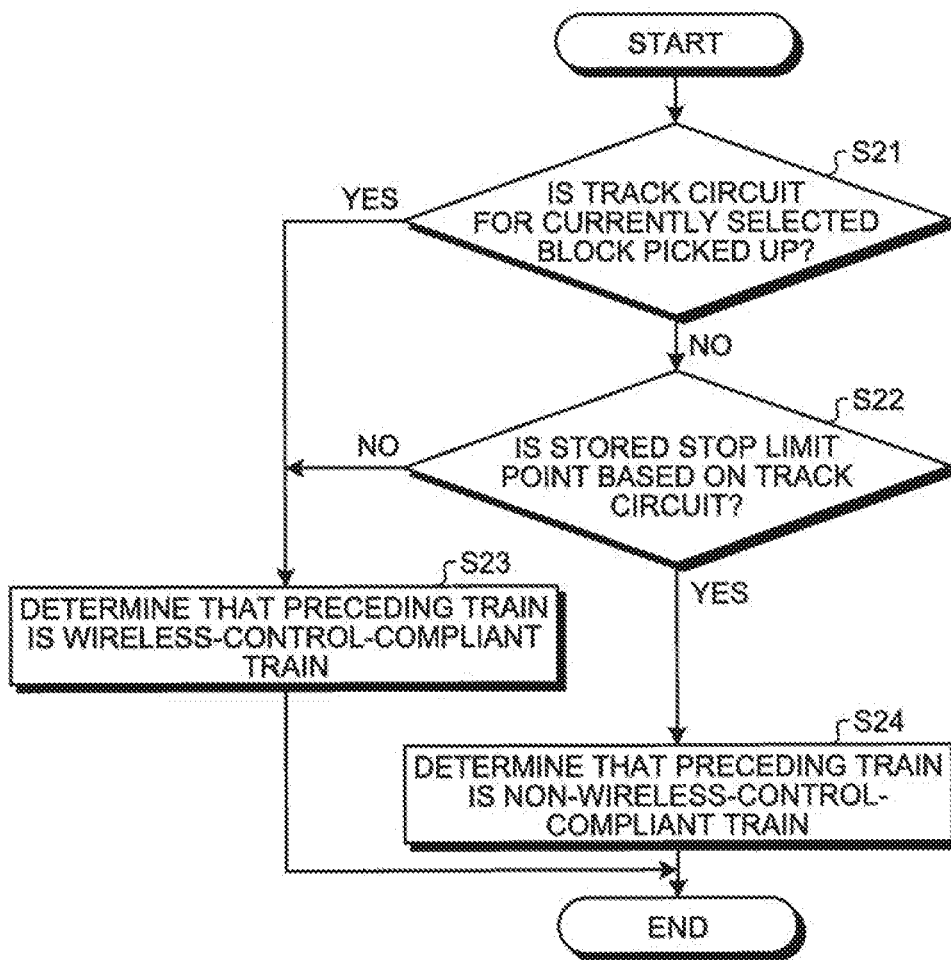 START
S21
YES
IS TRACK CIRCUIT
FOR CURRENTLY SELECTED
BLOCK PICKED UP?
NO
S22
NO
IS STORED STOP LIMIT
POINT BASED ON TRACK
CIRCUIT?
S23
YES
DETERMINE THAT PRECEDING TRAIN
IS WIRELESS-CONTROL-COMPLIANT
TRAIN
S24
DETERMINE THAT PRECEDING TRAIN
IS NON-WIRELESS-CONTROL-
COMPLIANT TRAIN
END